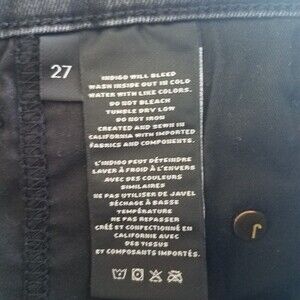 27
INDIGO WILL BLEED
WASH INSIDE OUT IN COLD
WATER WITH LIKE COLORS.
DO NOT BLEACH
TUMBLE DRY LOW
DO NOT IRON
CREATED AND SEWN IN
CALIFORNIA WITH IMPORTED
FABRICS AND COMPONENTS.
L'INDIGO PEUT DÉTEINDRE
LAVER À FROID À L'ENVERS
AVEC DES COULEURS
SIMILAIRES
NE PAS UTILISER DE JAVEL
SÉCHAGE À BASSE
TEMPÉRATURE
NE PAS REPASSER
CRÉÉ ET CONFECTIONNÉ EN
CALIFORNIE AVEC
DES TISSUS
ET COMPOSANTS IMPORTÉS.
J